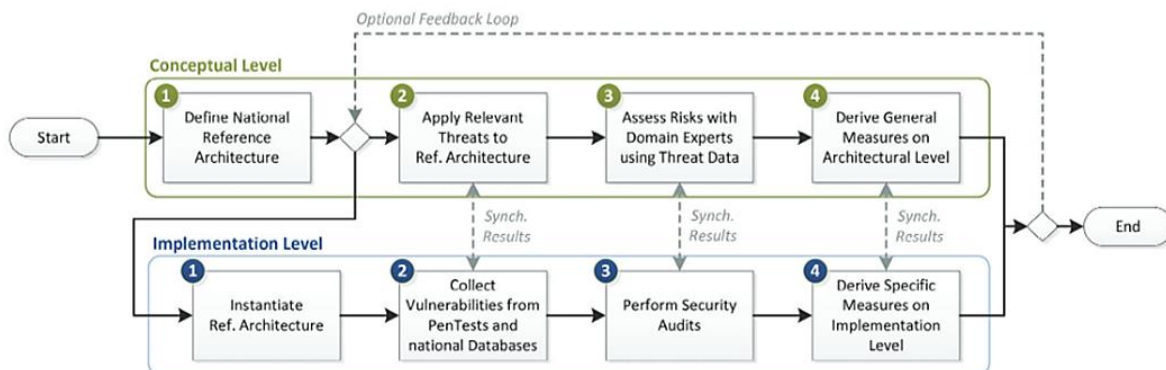 Optional Feedback Loop
Conceptual Level
Start
1
Define National
Reference
Architecture
2
Apply Relevant
Threats to
Ref. Architecture
3
Assess Risks with
Domain Experts
using Threat Data
4
Derive General
Measures on
Architectural Level
Synch.
Results
Synch.
Results
Synch.
Results
End
Implementation Level
1
Instantiate
Ref. Architecture
2
Collect
Vulnerabilities from
PenTests and
national Databases
3
Perform Security
Audits
4
Derive Specific
Measures on
Implementation
Level